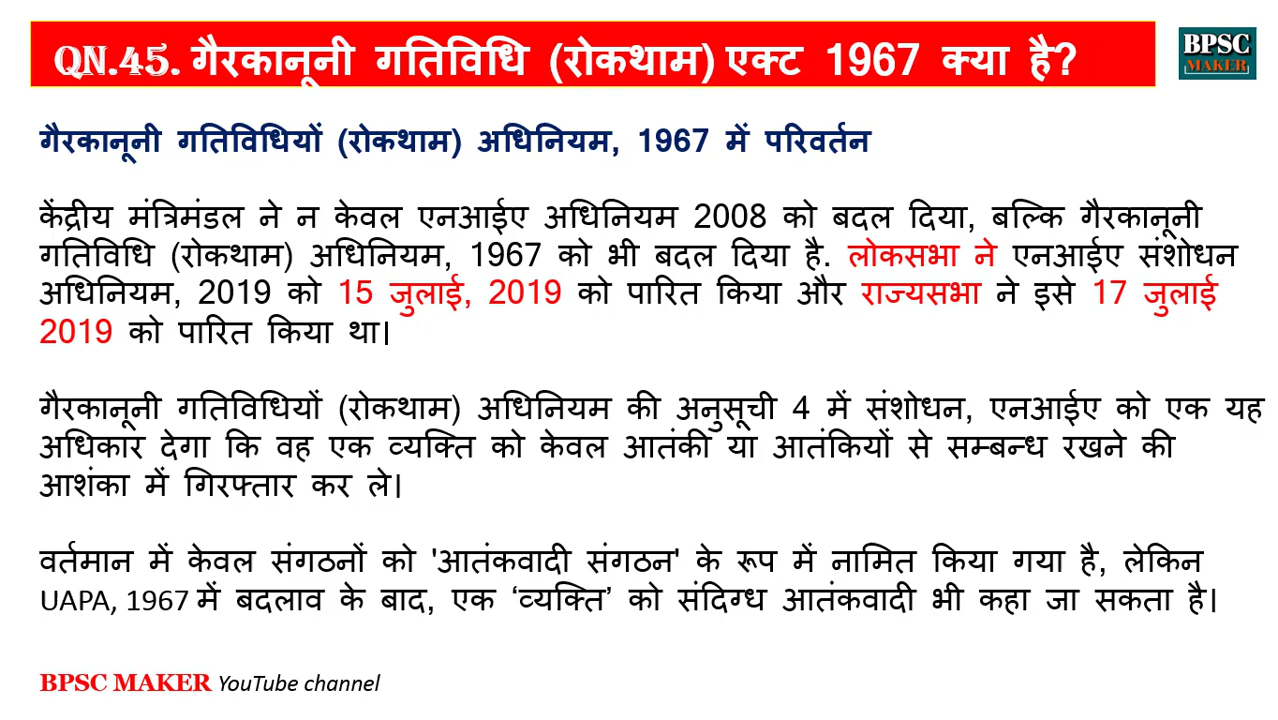 QN.45. गैरकानूनी गतिविधि (रोकथाम) एक्ट 1967 क्या है?
BPSC
MAKER
गैरकानूनी गतिविधियों (रोकथाम) अधिनियम, 1967 में परिवर्तन
केंद्रीय मंत्रिमंडल ने न केवल एनआईए अधिनियम 2008 को बदल दिया, बल्कि गैरकानूनी
गतिविधि (रोकथाम) अधिनियम, 1967 को भी बदल दिया है. लोकसभा ने एनआईए संशोधन
अधिनियम, 2019 को 15 जुलाई, 2019 को पारित किया और राज्यसभा ने इसे 17 जुलाई
2019 को पारित किया था।
गैरकानूनी गतिविधियों (रोकथाम) अधिनियम की अनुसूची 4 में संशोधन, एनआईए को एक यह
अधिकार देगा कि वह एक व्यक्ति को केवल आतंकी या आतंकियों से सम्बन्ध रखने की
आशंका में गिरफ्तार कर ले।
वर्तमान में केवल संगठनों को 'आतंकवादी संगठन' के रूप में नामित किया गया है, लेकिन
UAPA, 1967 में बदलाव के बाद, एक ‘व्यक्ति’ को संदिग्ध आतंकवादी भी कहा जा सकता है।
BPSC MAKER YouTube channel